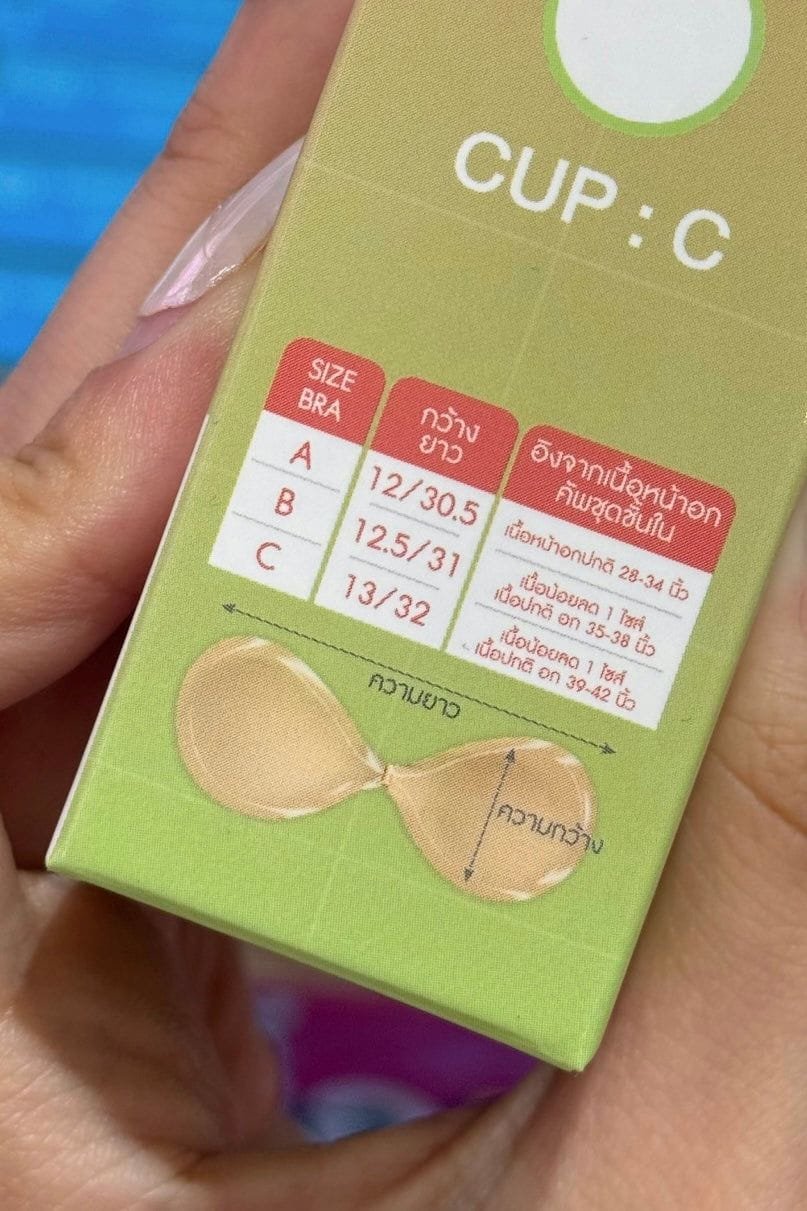 CUP : C
SIZE
BRA
กว้าง
ยาว
อิงจากเนื้อหน้าอก
คัพชุดชั้นใน
A
12/30.5
เนื้อหน้าอกปกติ 28-34 นิ้ว
B
12.5/31
เนื้อน้อยลด 1 ไซส์
เนื้อปกติ อก 35-38 นิ้ว
C
13/32
เนื้อน้อยลด 1 ไซส์
เนื้อปกติ อก 39-42 นิ้ว
ความยาว
ความกว้าง